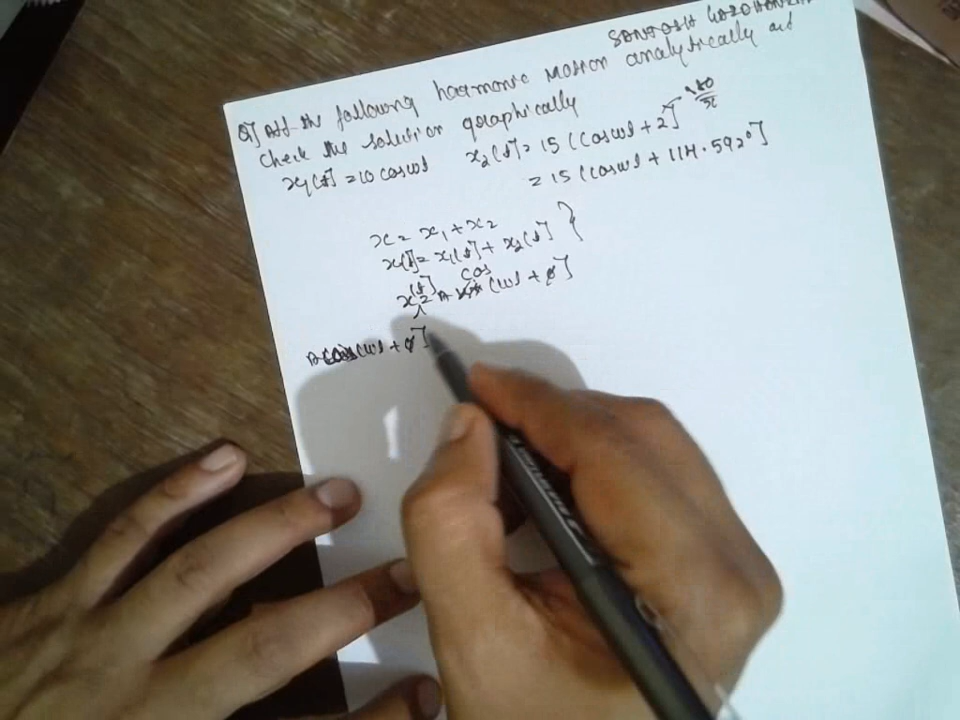 Q] Add the following harmonic motion analytically and
check the solution graphically
x₁(t) = 10 cosωt x₂(t) = 15 (cosωt + 2] × 180/π
= 15 (cosωt + 114.592°]
x = x₁ + x₂
x(t) = x₁(t) + x₂(t) }
x(t) = A cos (ωt + ϕ]
A cos (ωt + ϕ]